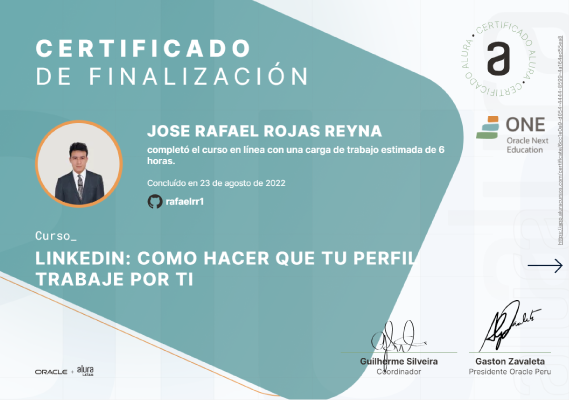 CERTIFICADO
DE FINALIZACIÓN
CERTIFICADO ALURA • CERTIFICADO ALURA •
a
ONE
Oracle Next
Education
JOSE RAFAEL ROJAS REYNA
completó el curso en línea con una carga de trabajo estimada de 6
horas.
Concluído en 23 de agosto de 2022
rafaelrr1
Curso_
LINKEDIN: COMO HACER QUE TU PERFIL
TRABAJE POR TI
ORACLE + alura
LATAM
Guilherme Silveira
Coordinador
Gaston Zavaleta
Presidente Oracle Peru